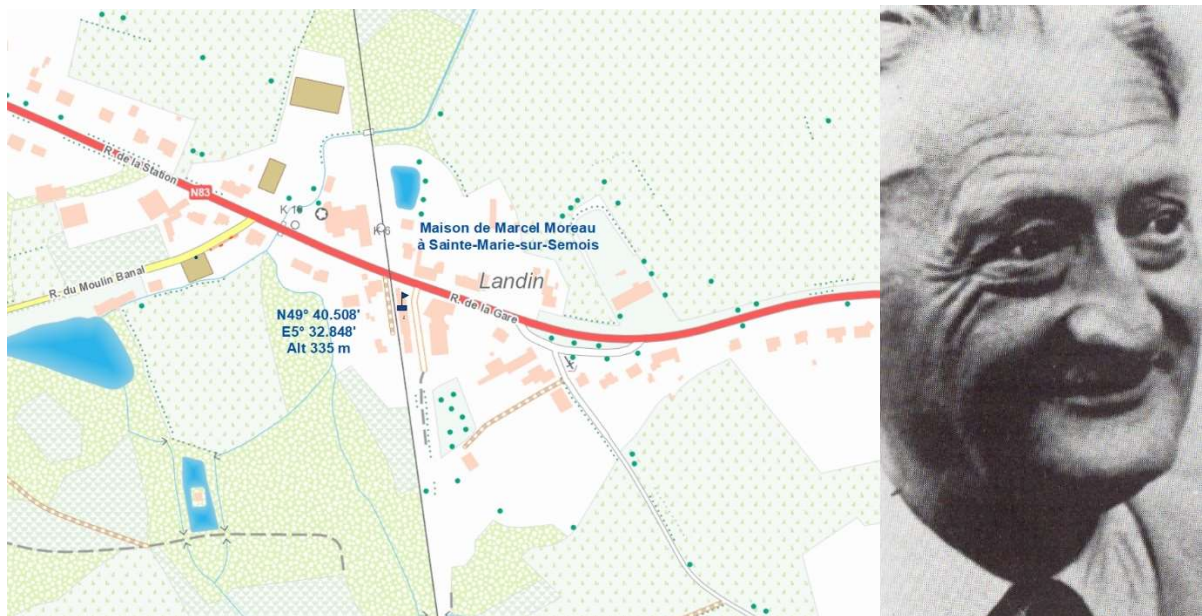 R. de la Station
N83
K 16
K 6
Maison de Marcel Moreau
à Sainte-Marie-sur-Semois
Landin
R. du Moulin Banal
R. de la Gare
N49° 40.508'
E5° 32.848'
Alt 335 m